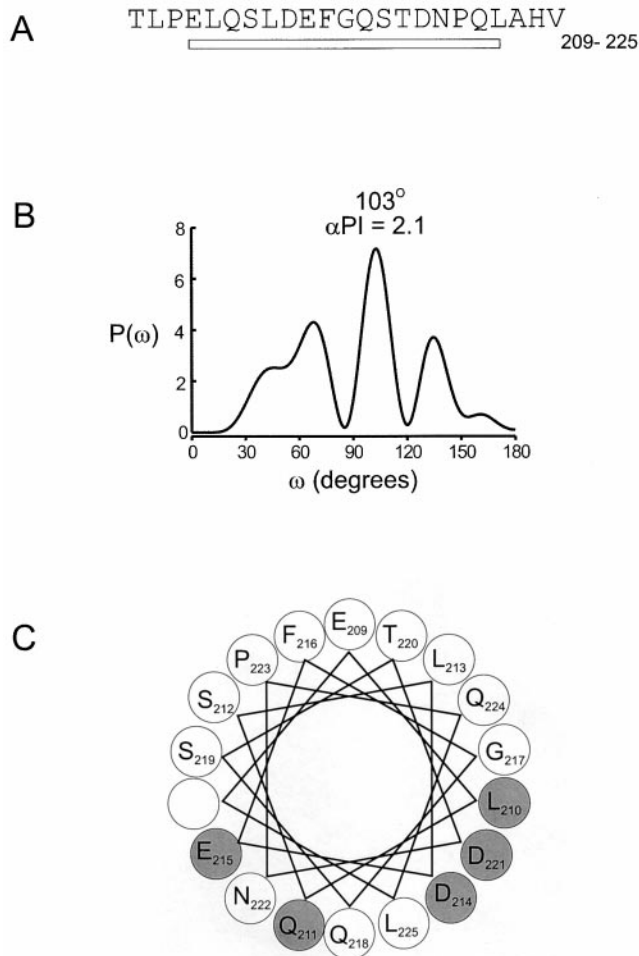 A
TLPELQSLDEFGQSTDNPQLAHV
209- 225
B
103°
αPI = 2.1
8
6
P(ω) 4
2
0
0 30 60 90 120 150 180
ω (degrees)
C
E209
F216 T220
P223 L213
S212 Q224
S219 G217
L210
E215 D221
N222 D214
Q211 L225
Q218